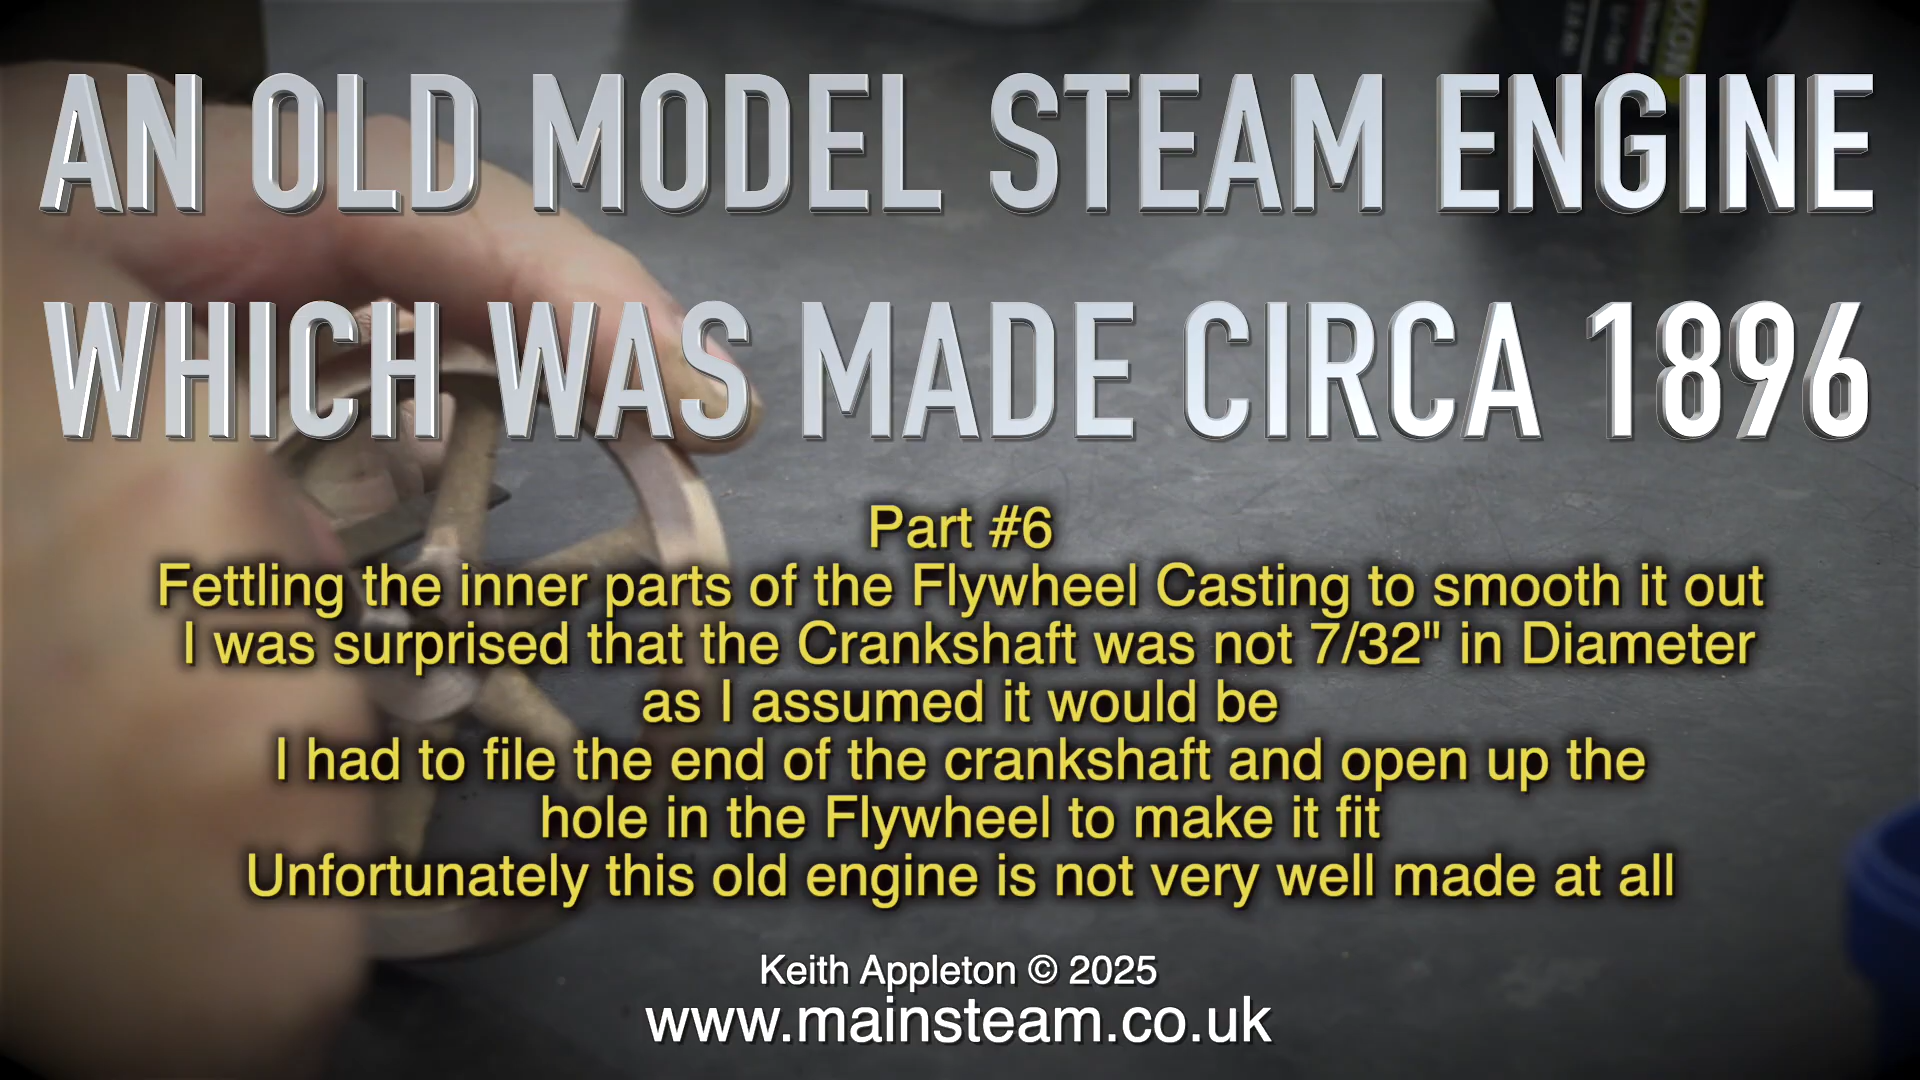 AN OLD MODEL STEAM ENGINE
WHICH WAS MADE CIRCA 1896
Part #6
Fettling the inner parts of the Flywheel Casting to smooth it out
I was surprised that the Crankshaft was not 7/32" in Diameter
as I assumed it would be
I had to file the end of the crankshaft and open up the
hole in the Flywheel to make it fit
Unfortunately this old engine is not very well made at all
Keith Appleton © 2025
www.mainsteam.co.uk